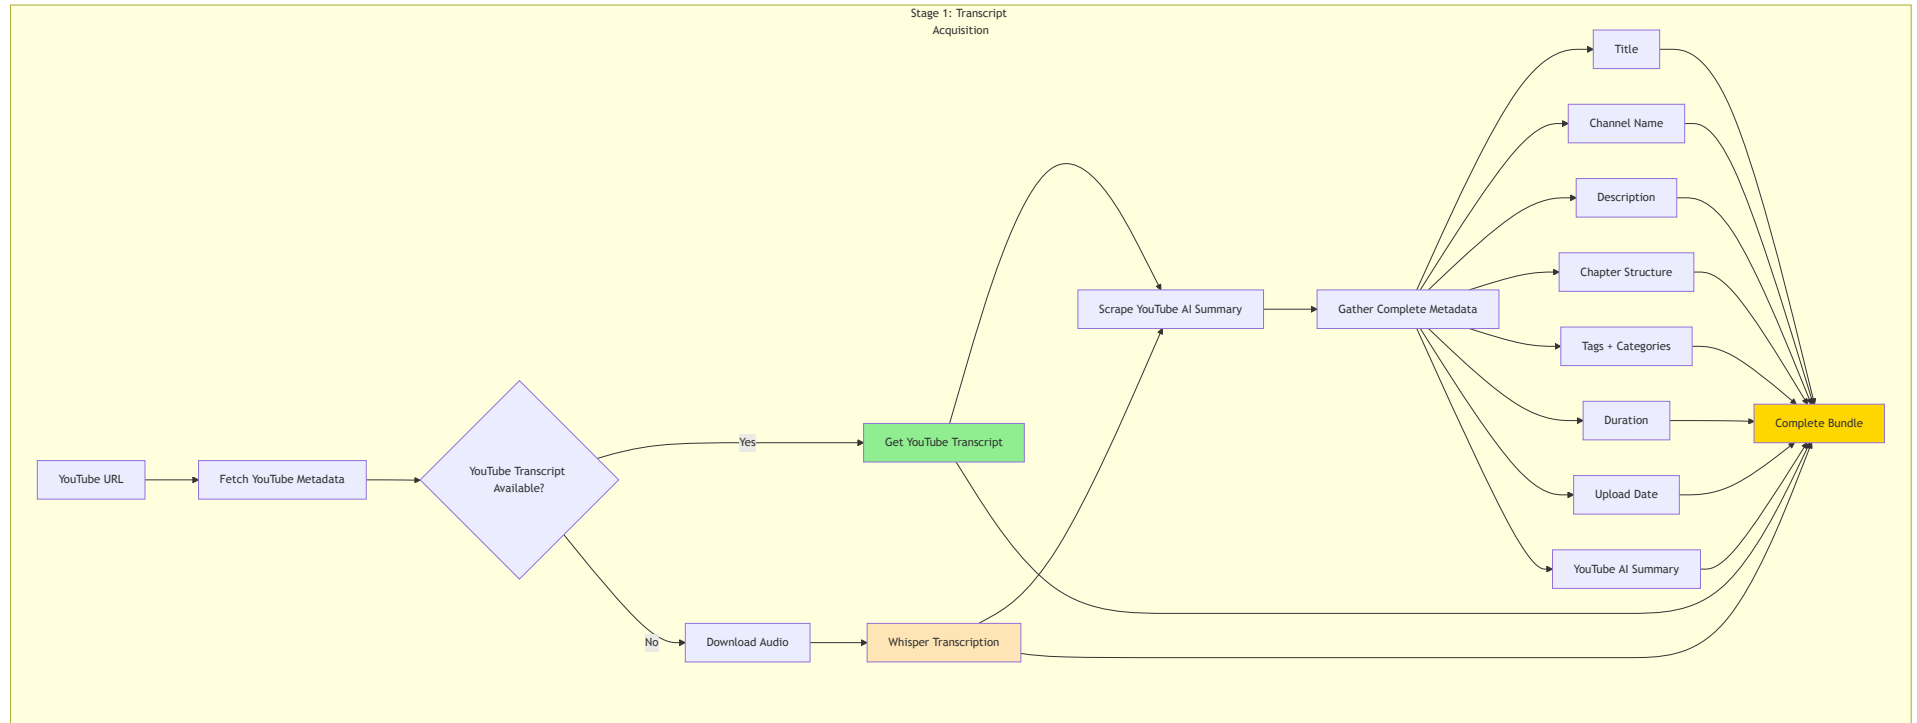 Stage 1: Transcript
Acquisition
YouTube URL
Fetch YouTube Metadata
YouTube Transcript
Available?
Yes
No
Get YouTube Transcript
Download Audio
Whisper Transcription
Scrape YouTube AI Summary
Gather Complete Metadata
Title
Channel Name
Description
Chapter Structure
Tags + Categories
Duration
Upload Date
YouTube AI Summary
Complete Bundle